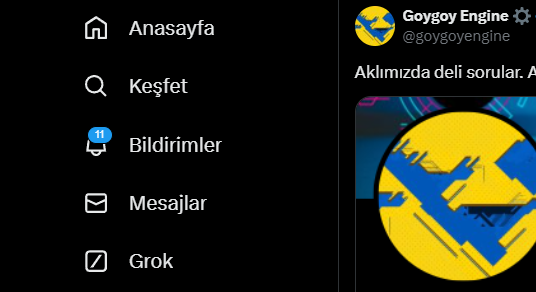 Anasayfa
Keşfet
11
Bildirimler
Mesajlar
Grok
Goygoy Engine
@goygoyengine
Aklımızda deli sorular. A